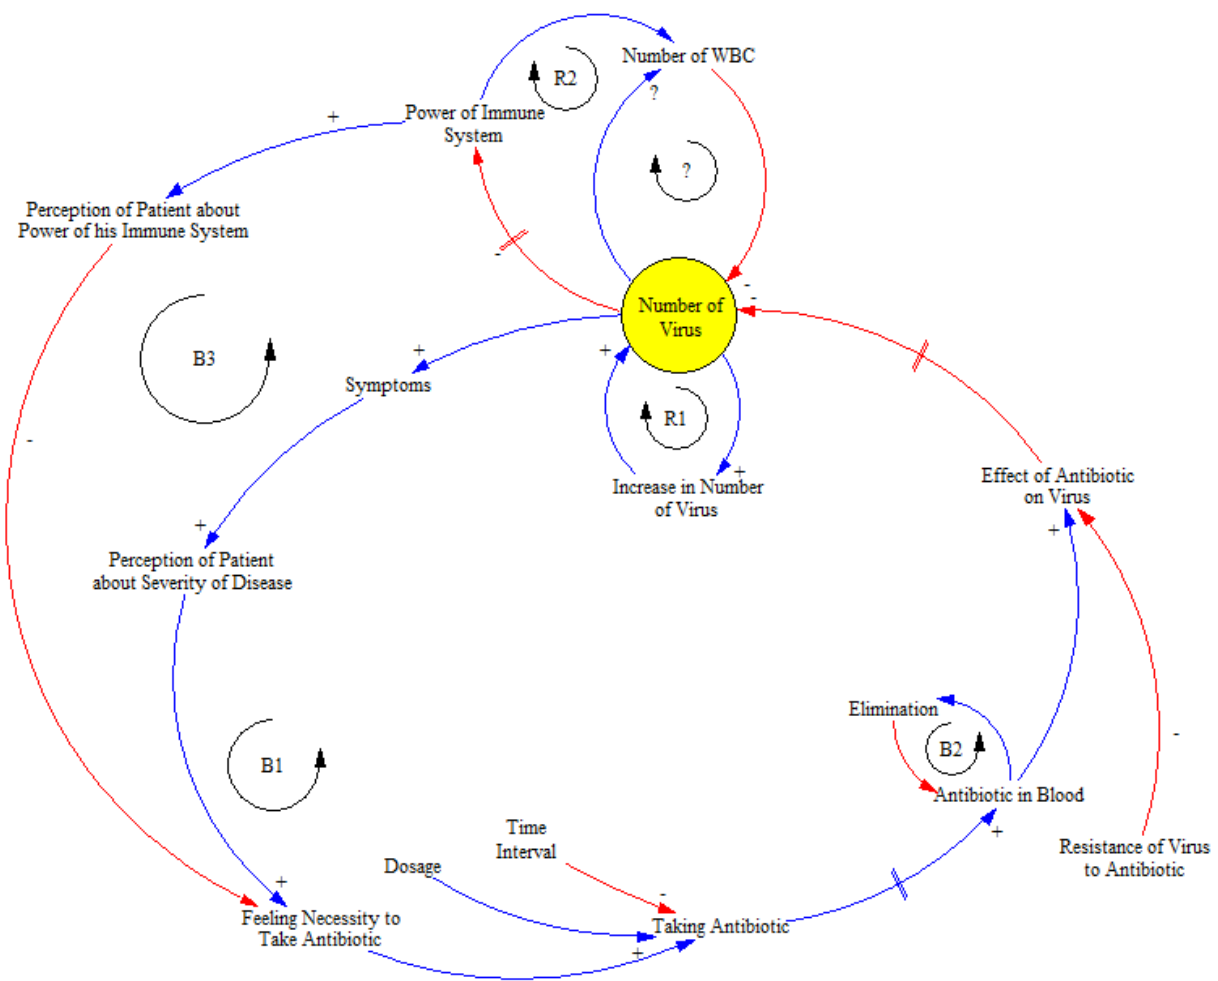 Number of WBC
R2
?
+
Power of Immune
System
?
Perception of Patient about
Power of his Immune System
-
-
-
Number of
Virus
B3
+
+
Symptoms
R1
-
+
Increase in Number
of Virus
Effect of Antibiotic
on Virus
+
+
Perception of Patient
about Severity of Disease
Elimination
B2
-
B1
Antibiotic in Blood
Time
Interval
+
Dosage
Resistance of Virus
to Antibiotic
+
-
Feeling Necessity to
Take Antibiotic
Taking Antibiotic
+